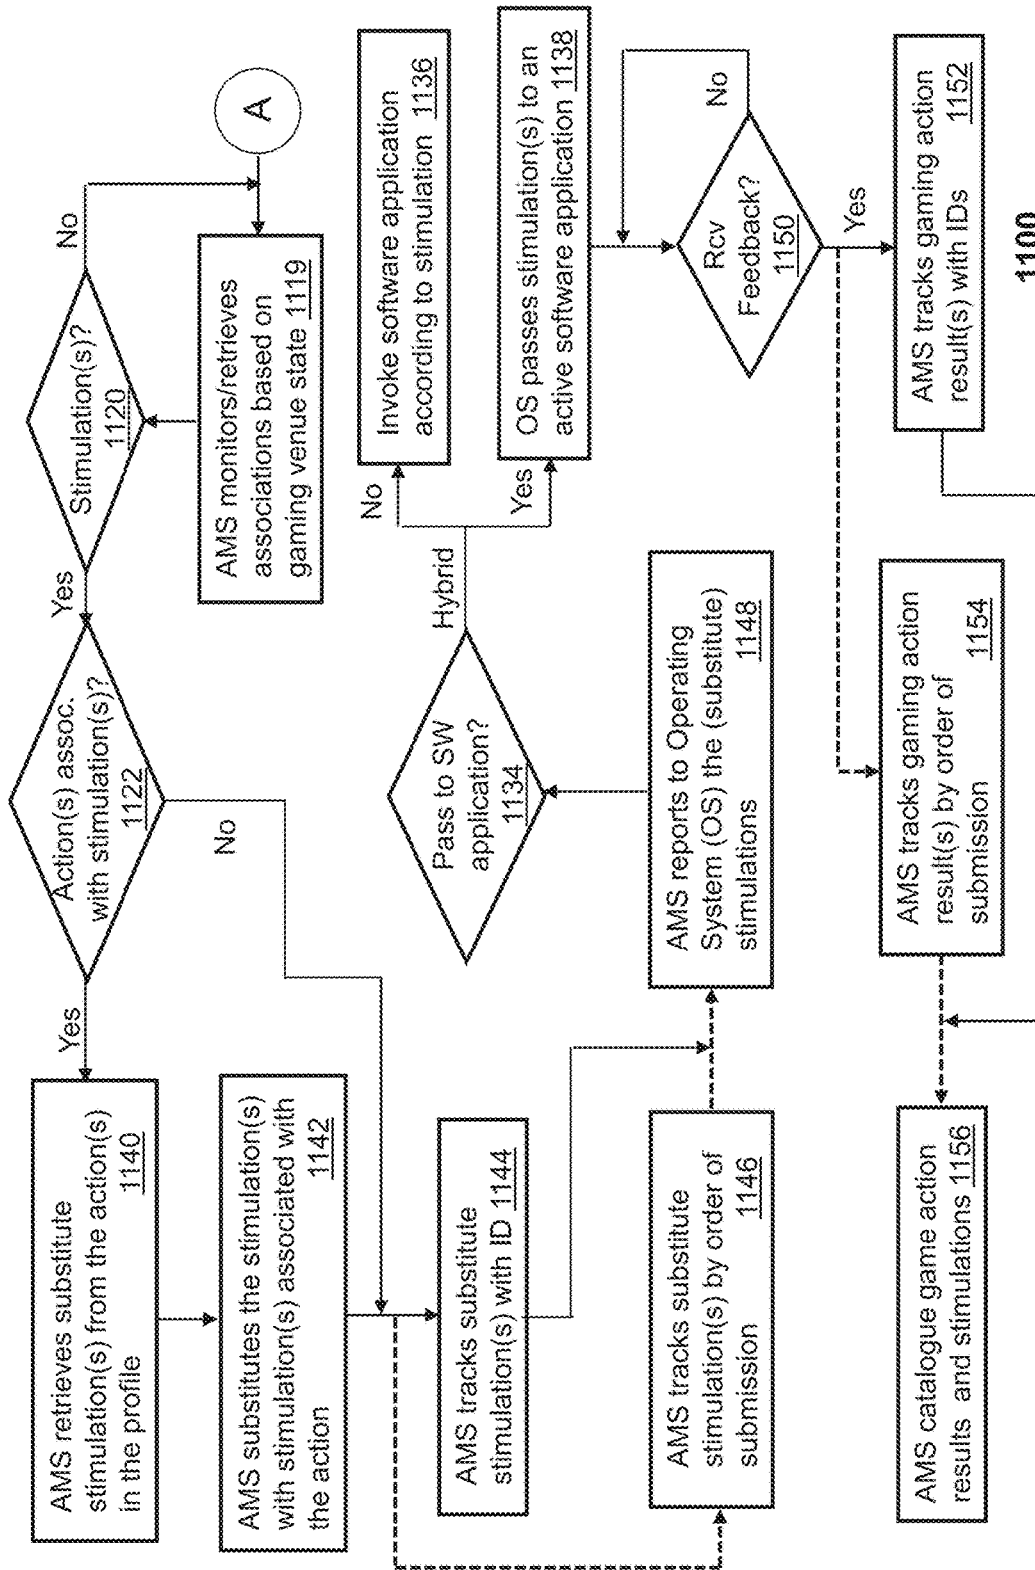 A
AMS monitors/retrieves
associations based on
gaming venue state 1119
Stimulation(s)?
1120
No
Yes
Action(s) assoc.
with stimulation(s)?
1122
No
Yes
AMS retrieves substitute
stimulation(s) from the action(s)
in the profile
1140
AMS substitutes the stimulation(s)
with stimulation(s) associated with
the action
1142
AMS tracks substitute
stimulation(s) with ID 1144
AMS tracks substitute
stimulation(s) by order of
submission
1146
AMS reports to Operating
System (OS) the (substitute)
stimulations
1148
Pass to SW
application?
1134
Hybrid
No
Yes
Invoke software application
according to stimulation 1136
OS passes stimulation(s) to an
active software application 1138
Rcv
Feedback?
1150
No
Yes
AMS tracks gaming action
result(s) with IDs 1152
AMS tracks gaming action
result(s) by order of
submission
1154
AMS catalogue game action
results and stimulations 1156
1100